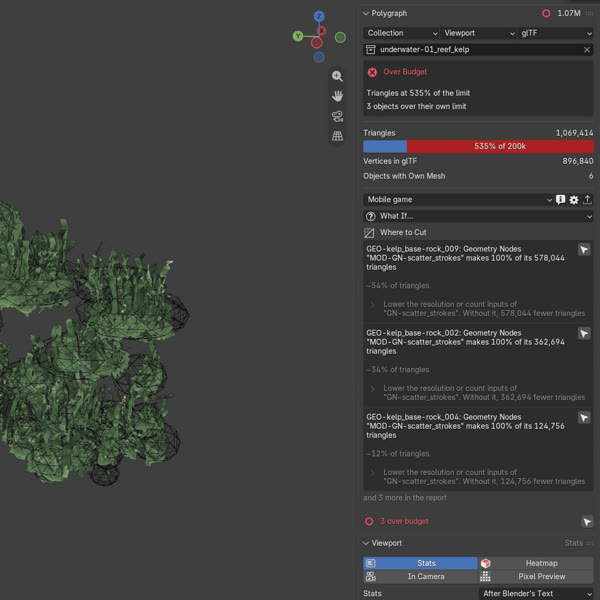 Polygraph 1.07M
Collection Viewport glTF
underwater-01_reef_kelp
Over Budget
Triangles at 535% of the limit
3 objects over their own limit
Triangles 1,069,414
535% of 200k
Vertices in glTF 896,840
Objects with Own Mesh 6
Mobile game
What If...
Where to Cut
GEO-kelp_base-rock_009: Geometry Nodes
"MOD-GN-scatter_strokes" makes 100% of its 578,044
triangles
−54% of triangles
Lower the resolution or count inputs of
"GN-scatter_strokes". Without it, 578,044 fewer triangles
GEO-kelp_base-rock_002: Geometry Nodes
"MOD-GN-scatter_strokes" makes 100% of its 362,694
triangles
−34% of triangles
Lower the resolution or count inputs of
"GN-scatter_strokes". Without it, 362,694 fewer triangles
GEO-kelp_base-rock_004: Geometry Nodes
"MOD-GN-scatter_strokes" makes 100% of its 124,756
triangles
−12% of triangles
Lower the resolution or count inputs of
"GN-scatter_strokes". Without it, 124,756 fewer triangles
and 3 more in the report
3 over budget
Viewport Stats
Stats Heatmap
In Camera Pixel Preview
Stats After Blender's Text
Z
Y
X